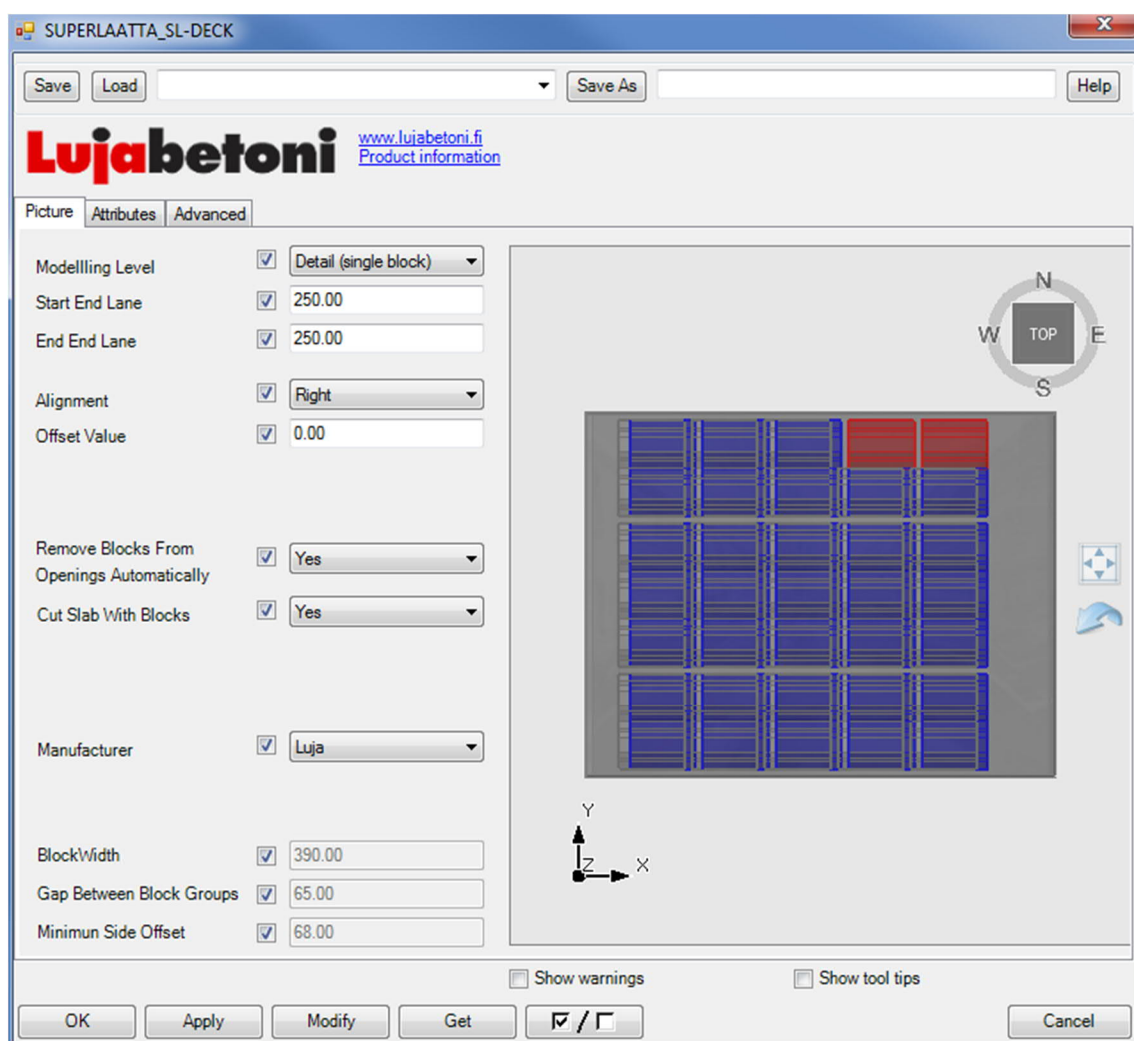 SUPERLAATTA_SL-DECK
Save Load Save As Help
Lujabetoni
www.lujabetoni.fi
Product information
Picture Attributes Advanced
Modellling Level Detail (single block)
Start End Lane 250.00
End End Lane 250.00
Alignment Right
Offset Value 0.00
Remove Blocks From
Openings Automatically Yes
Cut Slab With Blocks Yes
Manufacturer Luja
BlockWidth 390.00
Gap Between Block Groups 65.00
Minimun Side Offset 68.00
N
W TOP E
S
Y
Z X
Show warnings Show tool tips
OK Apply Modify Get / Cancel